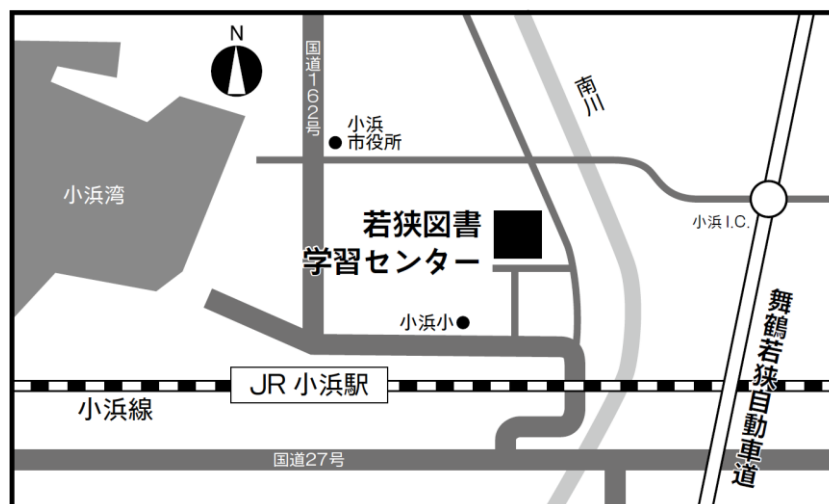 N
国道162号
南川
小浜
市役所
小浜湾
若狭図書
学習センター
小浜 I.C.
小浜小
舞鶴若狭自動車道
JR 小浜駅
小浜線
国道27号